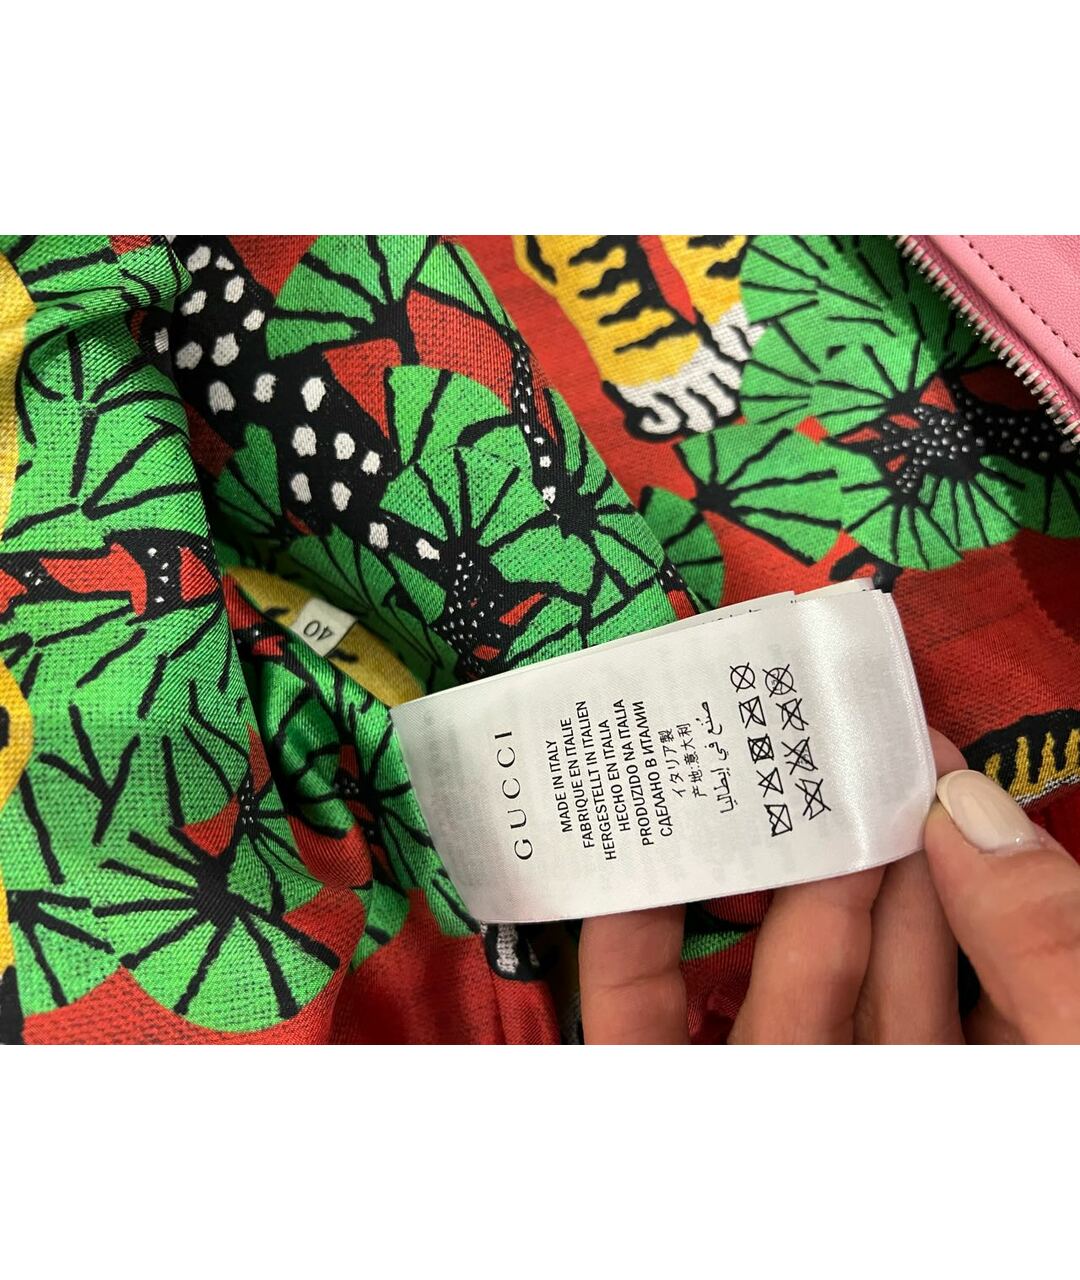 GUCCI
MADE IN ITALY
FABRIQUE EN ITALIE
HERGESTELLT IN ITALIEN
HECHO EN ITALIA
PRODUZIDO NA ITALIA
СДЕЛАНО В ИТАЛИИ
イタリア製
产地:意大利
صنع في إيطاليا
40